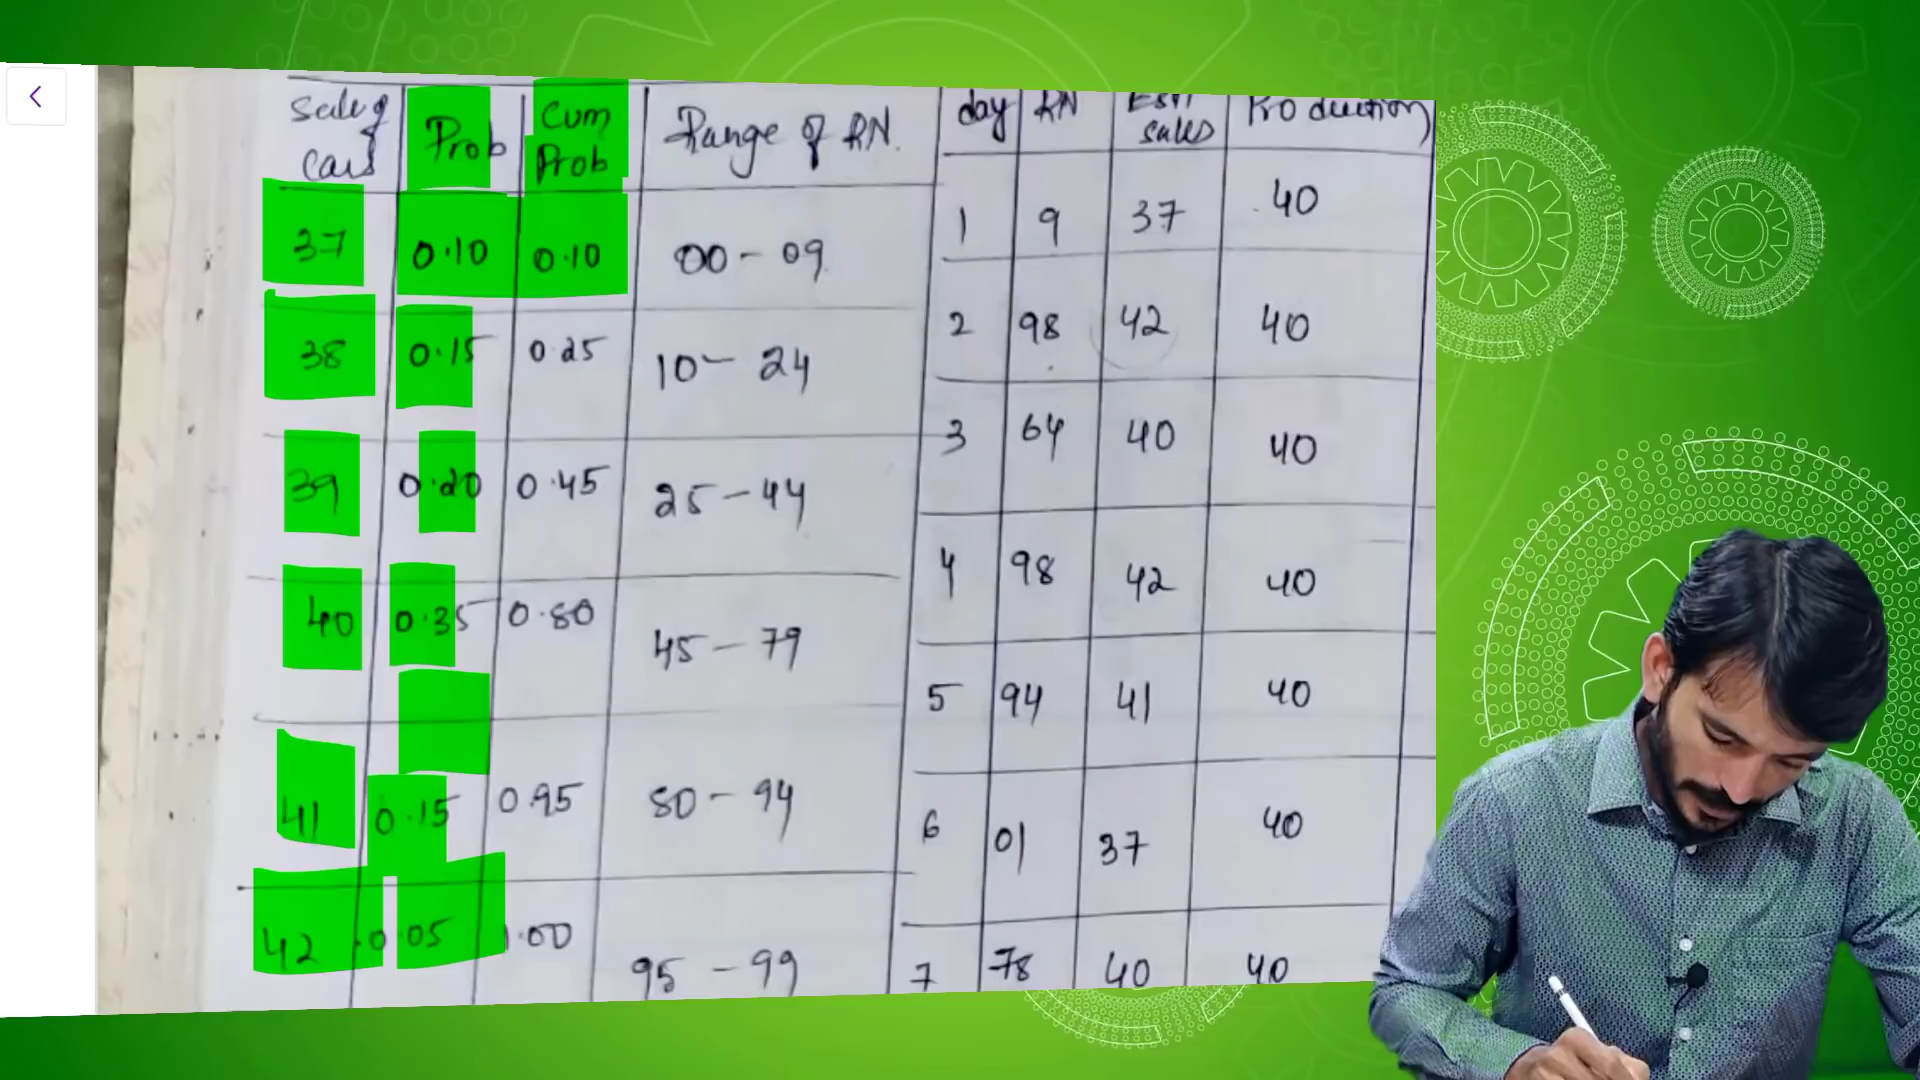 Sale of cars | Prob | Cum Prob | Range of RN.
37 | 0.10 | 0.10 | 00 - 09
38 | 0.15 | 0.25 | 10 - 24
39 | 0.20 | 0.45 | 25 - 44
40 | 0.35 | 0.80 | 45 - 79
41 | 0.15 | 0.95 | 80 - 94
42 | 0.05 | 1.00 | 95 - 99
day | RN | Esti sales | Production
1 | 9 | 37 | 40
2 | 98 | 42 | 40
3 | 64 | 40 | 40
4 | 98 | 42 | 40
5 | 94 | 41 | 40
6 | 01 | 37 | 40
7 | 78 | 40 | 40